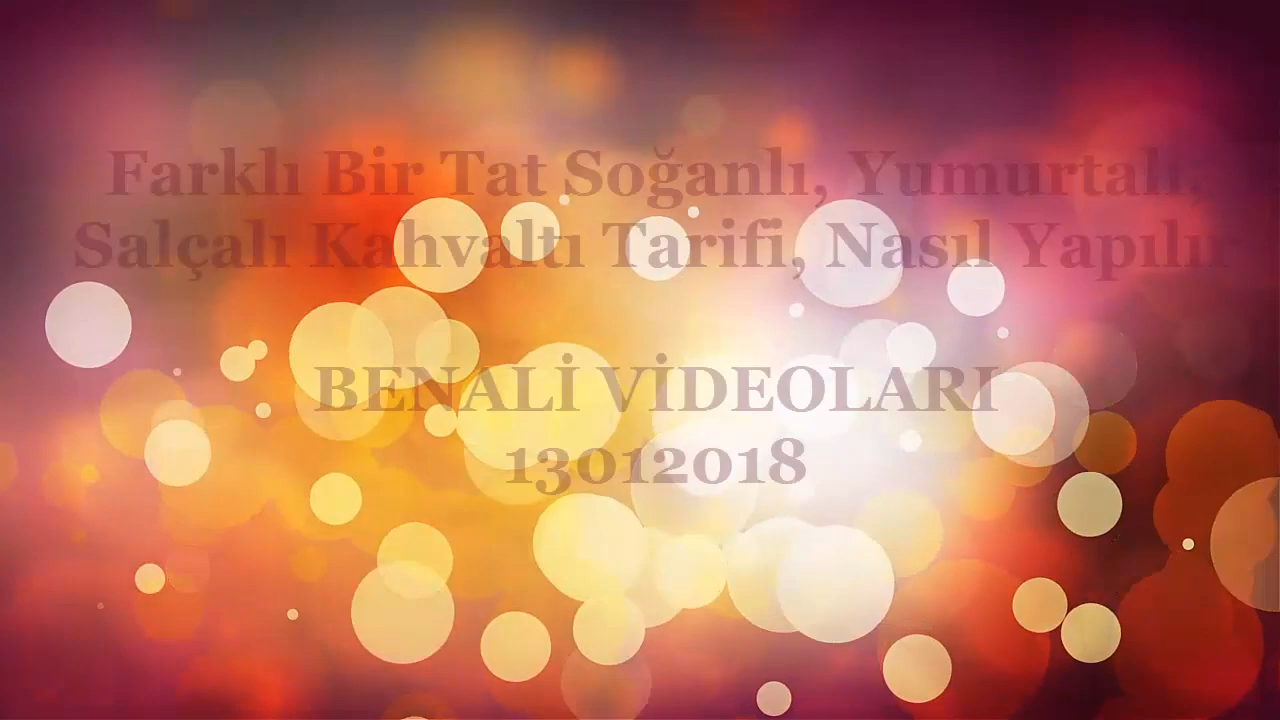 Farklı Bir Tat Soğanlı, Yumurtalı,
Salçalı Kahvaltı Tarifi, Nasıl Yapılır
BENALİ VİDEOLARI
13012018